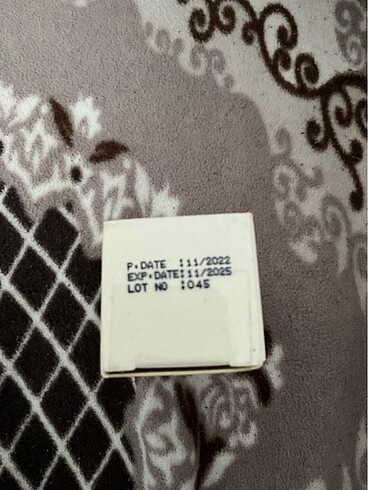 P.DATE :11/2022
EXP.DATE:11/2025
LOT NO :045